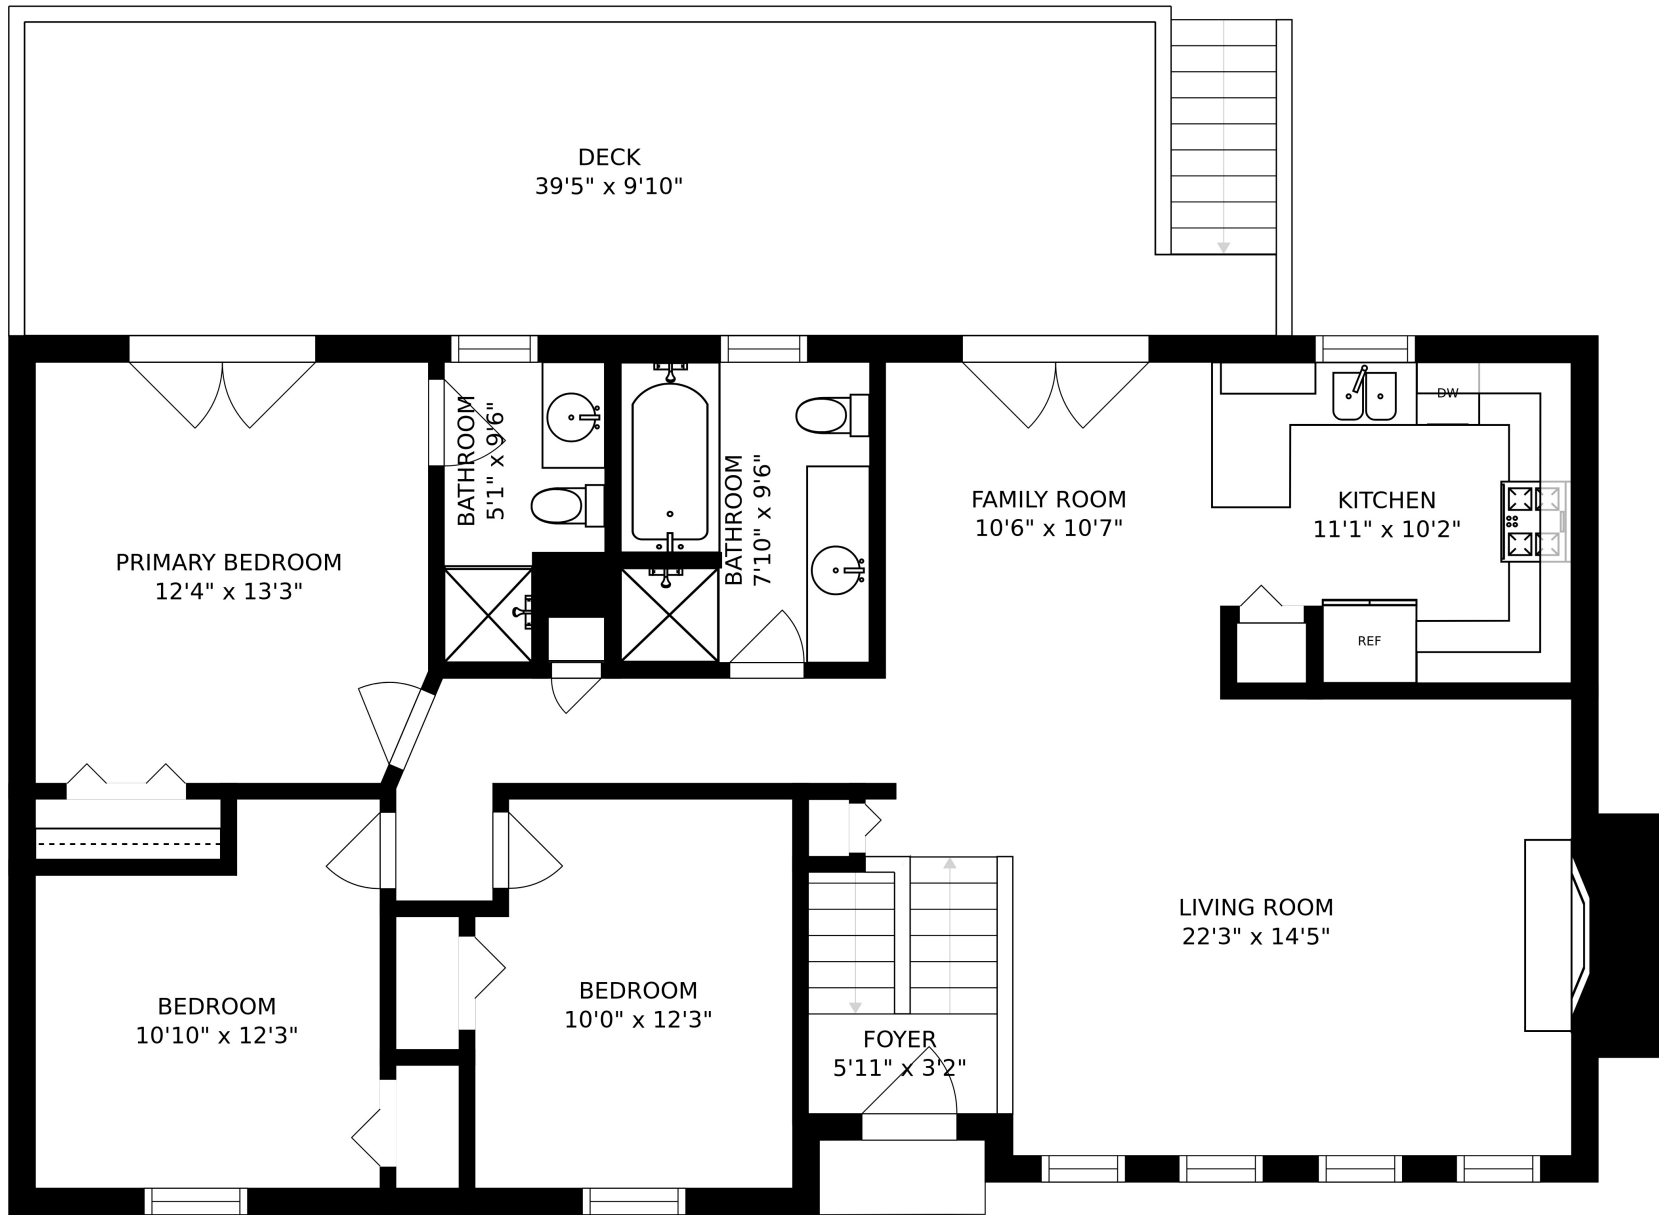 DECK
39'5" x 9'10"
BATHROOM
5'1" x 9'6"
BATHROOM
7'10" x 9'6"
FAMILY ROOM
10'6" x 10'7"
DW
KITCHEN
11'1" x 10'2"
REF
PRIMARY BEDROOM
12'4" x 13'3"
LIVING ROOM
22'3" x 14'5"
BEDROOM
10'10" x 12'3"
BEDROOM
10'0" x 12'3"
FOYER
5'11" x 3'2"